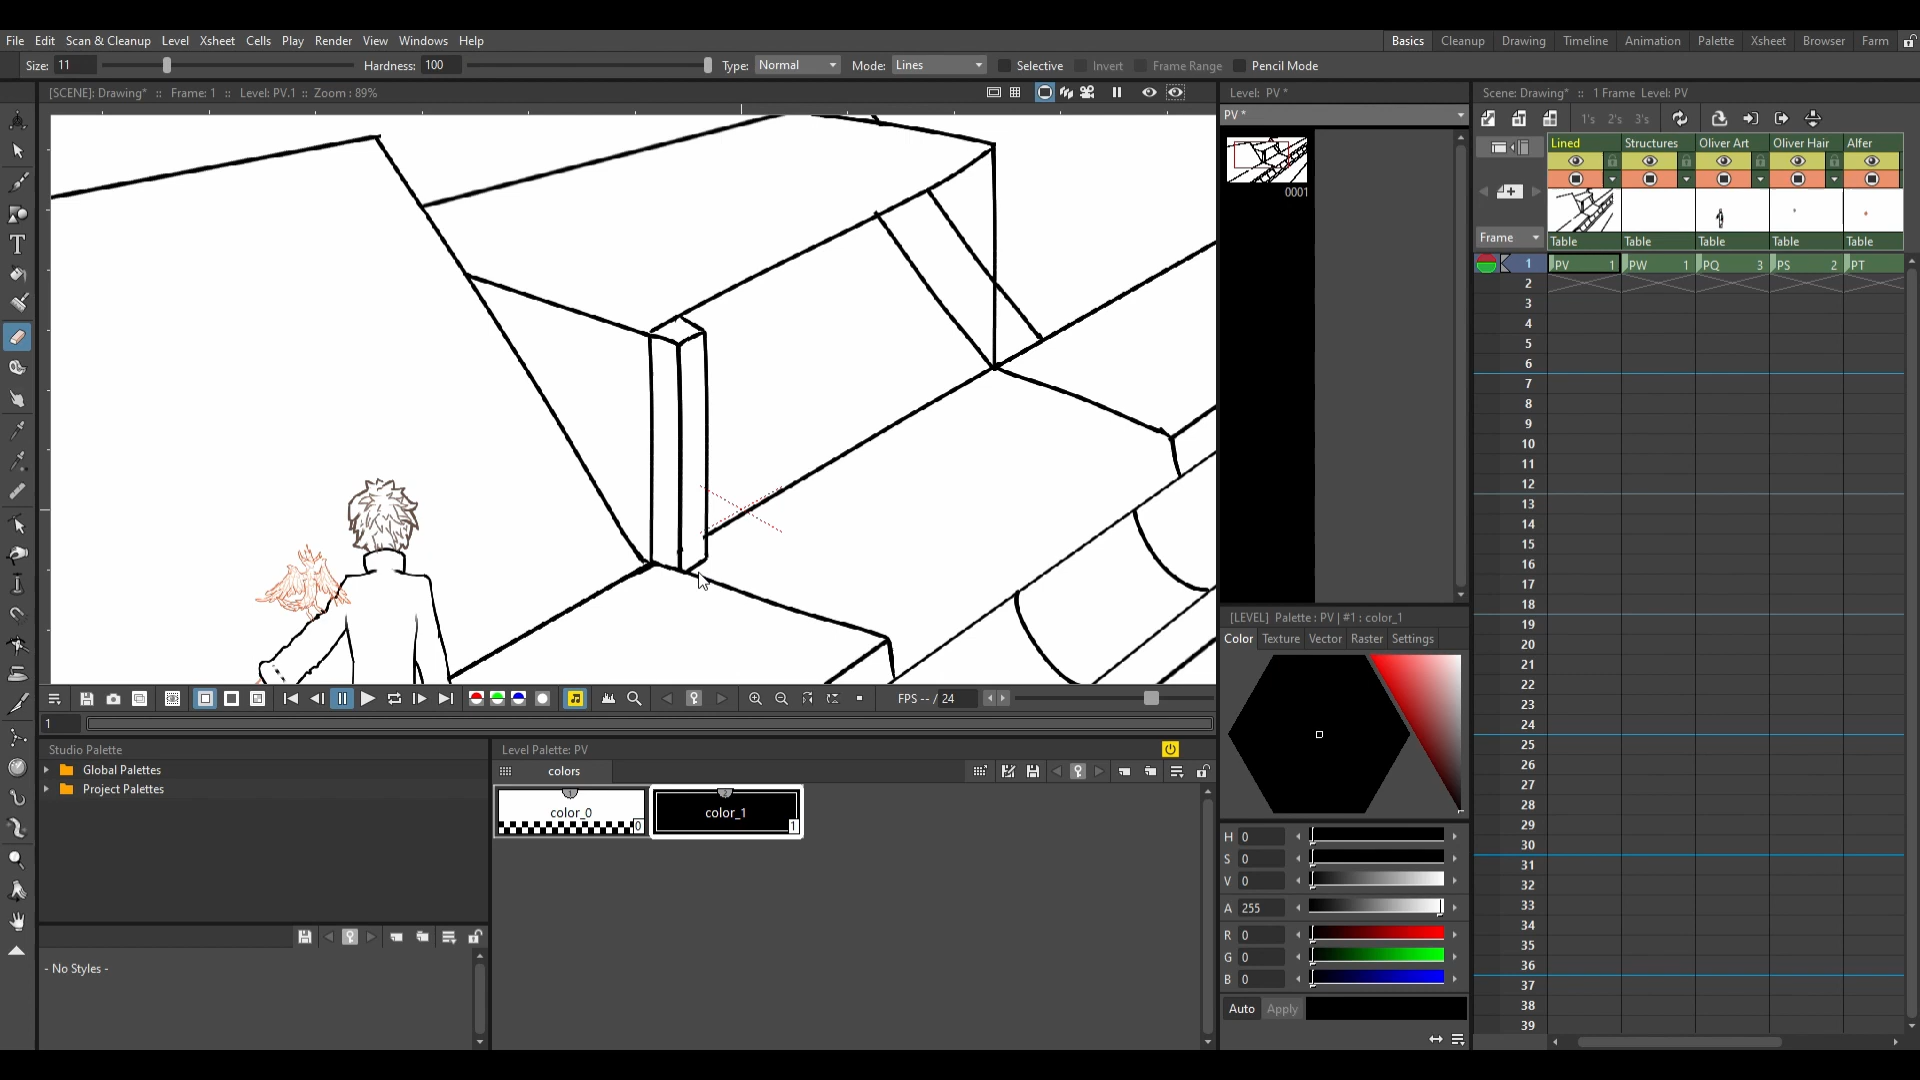 File Edit Scan & Cleanup Level Xsheet Cells Play Render View Windows Help
Basics Cleanup Drawing Timeline Animation Palette Xsheet Browser Farm
Size: 11 Hardness: 100 Type: Normal Mode: Lines Selective Invert Frame Range Pencil Mode
[SCENE]: Drawing* :: Frame: 1 :: Level: PV.1 :: Zoom : 89%
Level: PV *
PV *
0001
Scene: Drawing* :: 1 Frame Level: PV
1's 2's 3's
Lined Structures Oliver Art Oliver Hair Alfer
Frame Table Table Table Table Table
1 PV 1 PW 1 PQ 3 PS 2 PT
2
3
4
5
6
7
8
9
10
11
12
13
14
15
16
17
18
19
20
21
22
23
24
25
26
27
28
29
30
31
32
33
34
35
36
37
38
39
[LEVEL] Palette : PV | #1 : color_1
Color Texture Vector Raster Settings
H 0
S 0
V 0
A 255
R 0
G 0
B 0
Auto Apply
FPS -- / 24
1
Studio Palette
Global Palettes
Project Palettes
- No Styles -
Level Palette: PV
colors
1 color_0 0
2 color_1 1